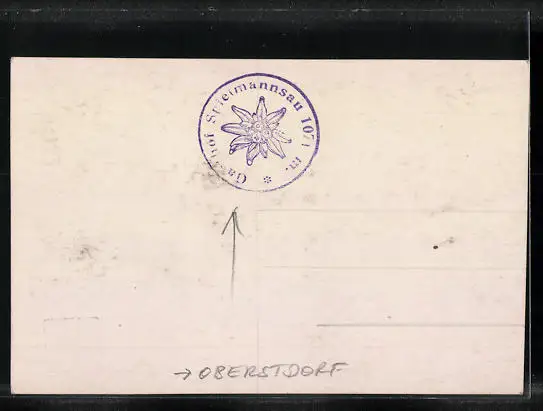 Gasthof Spielmannsau 1071 m. *
→ OBERSTDORF